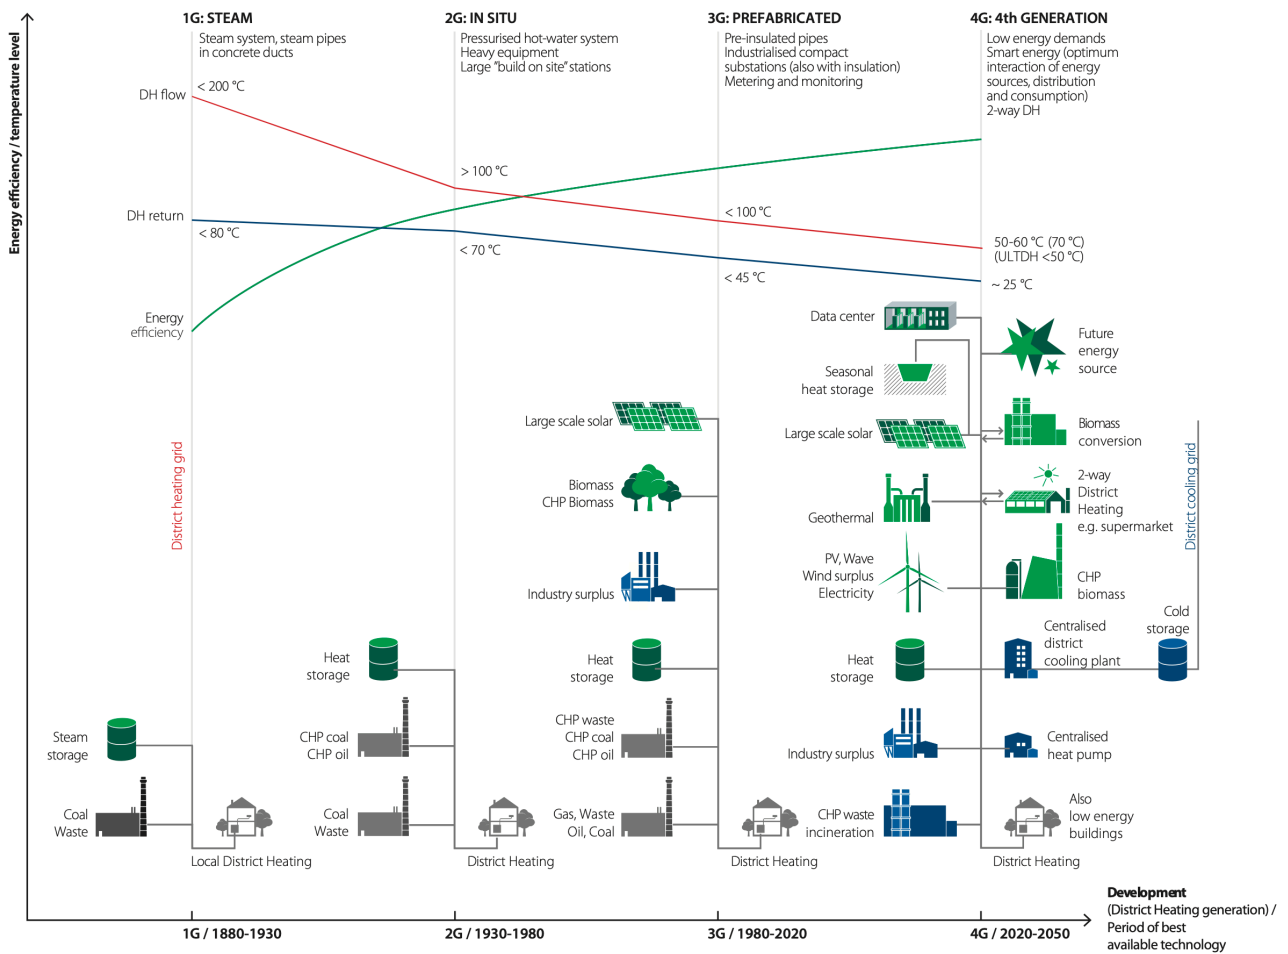 Energy efficiency / temperature level
1G: STEAM
Steam system, steam pipes
in concrete ducts
2G: IN SITU
Pressurised hot-water system
Heavy equipment
Large "build on site" stations
3G: PREFABRICATED
Pre-insulated pipes
Industrialised compact
substations (also with insulation)
Metering and monitoring
4G: 4th GENERATION
Low energy demands
Smart energy (optimum
interaction of energy
sources, distribution
and consumption)
2-way DH
DH flow
< 200 °C
> 100 °C
< 100 °C
50-60 °C (70 °C)
(ULTDH <50 °C)
DH return
< 80 °C
< 70 °C
< 45 °C
~ 25 °C
Energy
efficiency
District heating grid
Steam
storage
Coal
Waste
Local District Heating
Heat
storage
CHP coal
CHP oil
Coal
Waste
District Heating
Large scale solar
Biomass
CHP Biomass
Industry surplus
Heat
storage
CHP waste
CHP coal
CHP oil
Gas, Waste
Oil, Coal
District Heating
Data center
Seasonal
heat storage
Large scale solar
Geothermal
PV, Wave
Wind surplus
Electricity
Heat
storage
Industry surplus
CHP waste
incineration
Future
energy
source
Biomass
conversion
2-way
District
Heating
e.g. supermarket
CHP
biomass
Centralised
district
cooling plant
Cold
storage
District cooling grid
Centralised
heat pump
Also
low energy
buildings
District Heating
Development
(District Heating generation) /
Period of best
available technology
1G / 1880-1930
2G / 1930-1980
3G / 1980-2020
4G / 2020-2050